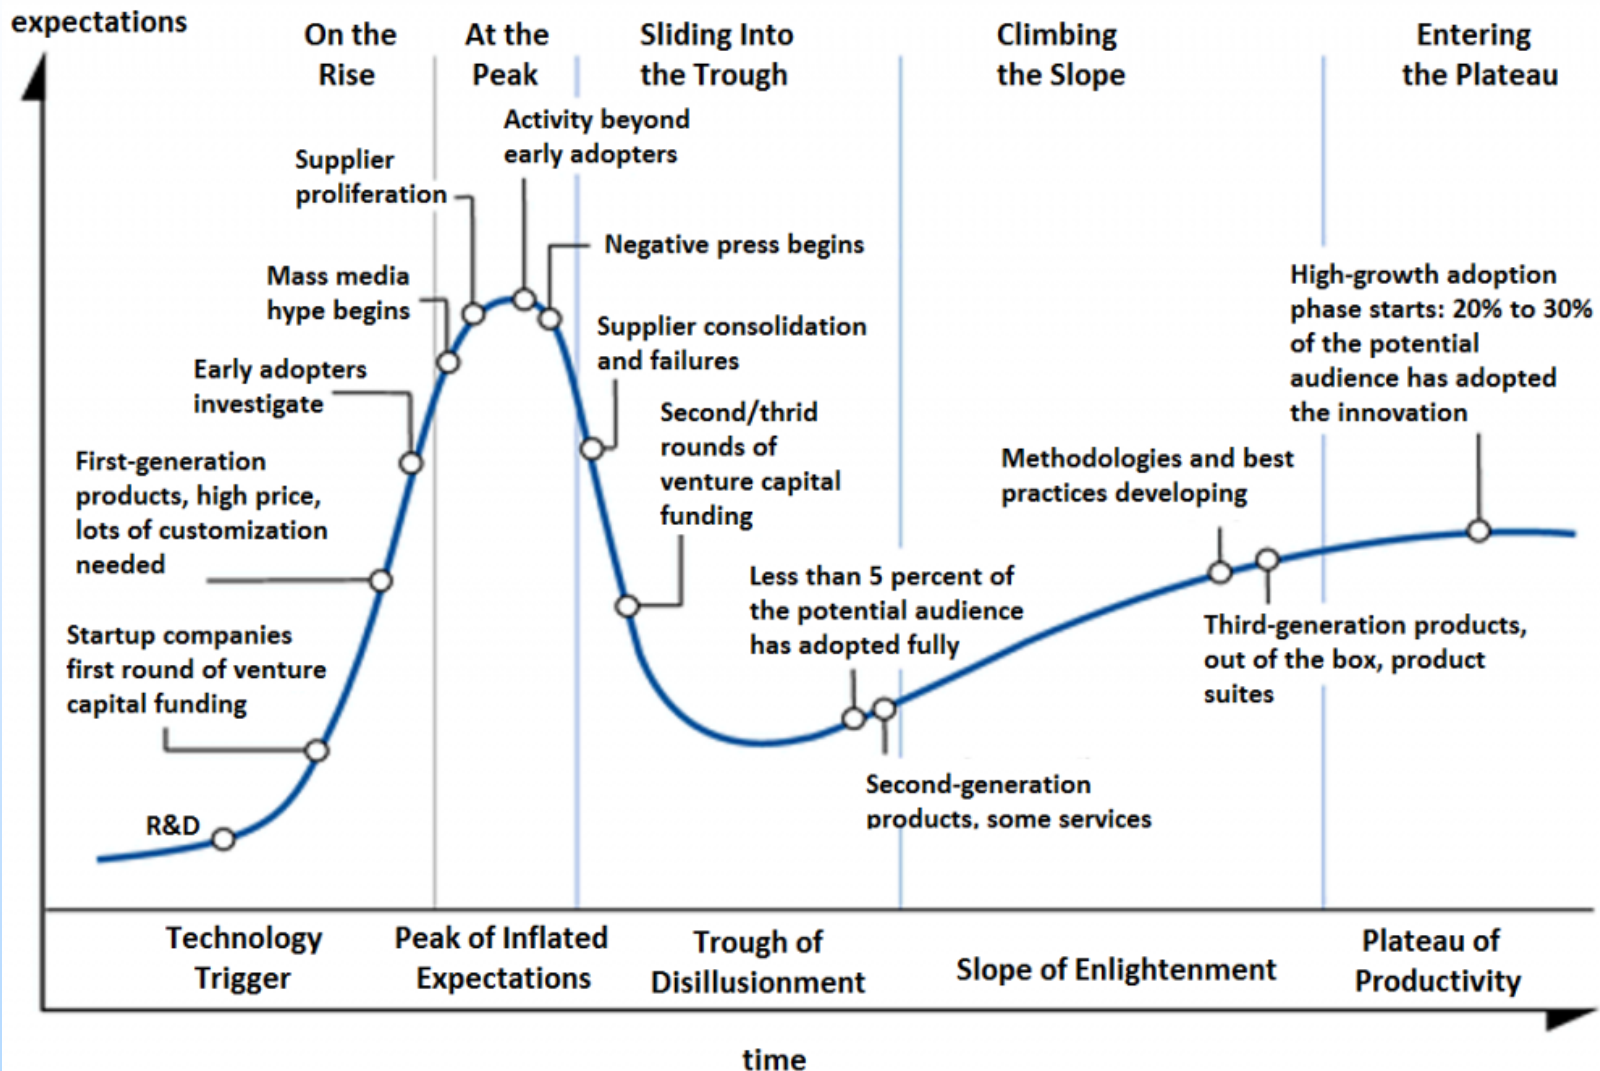 expectations
On the
Rise
At the
Peak
Sliding Into
the Trough
Climbing
the Slope
Entering
the Plateau
Activity beyond
early adopters
Supplier
proliferation
Negative press begins
Mass media
hype begins
Supplier consolidation
and failures
Early adopters
investigate
Second/thrid
rounds of
venture capital
funding
First-generation
products, high price,
lots of customization
needed
High-growth adoption
phase starts: 20% to 30%
of the potential
audience has adopted
the innovation
Methodologies and best
practices developing
Less than 5 percent of
the potential audience
has adopted fully
Startup companies
first round of venture
capital funding
Third-generation products,
out of the box, product
suites
R&D
Second-generation
products, some services
Technology
Trigger
Peak of Inflated
Expectations
Trough of
Disillusionment
Slope of Enlightenment
Plateau of
Productivity
time